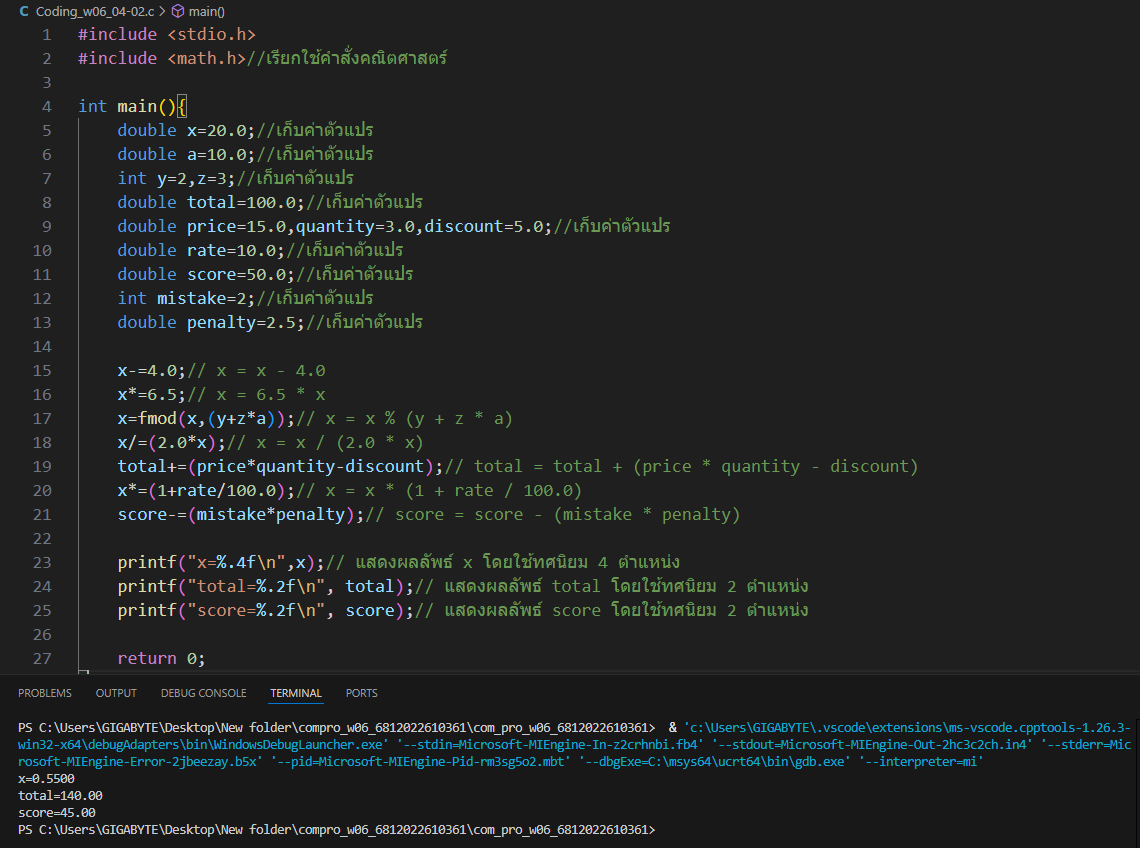 C Coding_w06_04-02.c > main()
1 #include <stdio.h>
2 #include <math.h>//เรียกใช้คำสั่งคณิตศาสตร์
3
4 int main(){
5     double x=20.0;//เก็บค่าตัวแปร
6     double a=10.0;//เก็บค่าตัวแปร
7     int y=2,z=3;//เก็บค่าตัวแปร
8     double total=100.0;//เก็บค่าตัวแปร
9     double price=15.0,quantity=3.0,discount=5.0;//เก็บค่าตัวแปร
10     double rate=10.0;//เก็บค่าตัวแปร
11     double score=50.0;//เก็บค่าตัวแปร
12     int mistake=2;//เก็บค่าตัวแปร
13     double penalty=2.5;//เก็บค่าตัวแปร
14
15     x-=4.0;// x = x - 4.0
16     x*=6.5;// x = 6.5 * x
17     x=fmod(x,(y+z*a));// x = x % (y + z * a)
18     x/=(2.0*x);// x = x / (2.0 * x)
19     total+=(price*quantity-discount);// total = total + (price * quantity - discount)
20     x*=(1+rate/100.0);// x = x * (1 + rate / 100.0)
21     score-=(mistake*penalty);// score = score - (mistake * penalty)
22
23     printf("x=%.4f\n",x);// แสดงผลลัพธ์ x โดยใช้ทศนิยม 4 ตำแหน่ง
24     printf("total=%.2f\n", total);// แสดงผลลัพธ์ total โดยใช้ทศนิยม 2 ตำแหน่ง
25     printf("score=%.2f\n", score);// แสดงผลลัพธ์ score โดยใช้ทศนิยม 2 ตำแหน่ง
26
27     return 0;
PROBLEMS OUTPUT DEBUG CONSOLE TERMINAL PORTS
PS C:\Users\GIGABYTE\Desktop\New folder\compro_w06_6812022610361\com_pro_w06_6812022610361>  & 'c:\Users\GIGABYTE\.vscode\extensions\ms-vscode.cpptools-1.26.3-
win32-x64\debugAdapters\bin\WindowsDebugLauncher.exe' '--stdin=Microsoft-MIEngine-In-z2crhnbi.fb4' '--stdout=Microsoft-MIEngine-Out-2hc3c2ch.in4' '--stderr=Mic
rosoft-MIEngine-Error-2jbeezay.b5x' '--pid=Microsoft-MIEngine-Pid-rm3sg5o2.mbt' '--dbgExe=C:\msys64\ucrt64\bin\gdb.exe' '--interpreter=mi'
x=0.5500
total=140.00
score=45.00
PS C:\Users\GIGABYTE\Desktop\New folder\compro_w06_6812022610361\com_pro_w06_6812022610361>